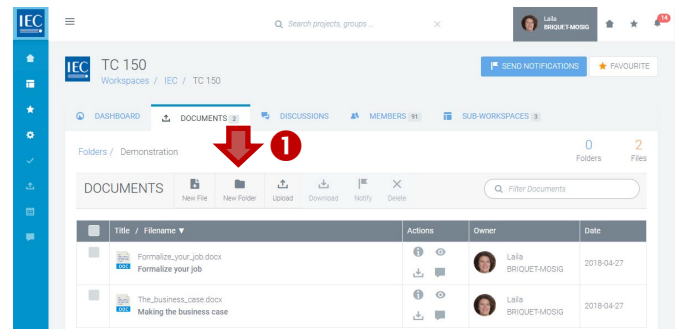 IEC
Search projects, groups ...
Laila
BRIQUET-MOSIG
14
IEC
TC 150
Workspaces / IEC / TC 150
SEND NOTIFICATIONS
FAVOURITE
DASHBOARD
DOCUMENTS 2
DISCUSSIONS
MEMBERS 91
SUB-WORKSPACES 3
1
Folders / Demonstration
0
Folders
2
Files
DOCUMENTS
New File
New Folder
Upload
Download
Notify
Delete
Filter Documents
Title / Filename ▼
Actions
Owner
Date
DOC
Formalize_your_job.docx
Formalize your job
Laila
BRIQUET-MOSIG
2018-04-27
DOC
The_business_case.docx
Making the business case
Laila
BRIQUET-MOSIG
2018-04-27